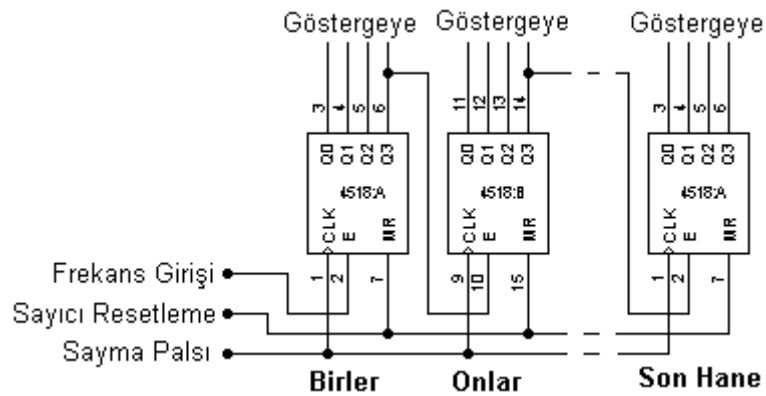 Göstergeye Göstergeye Göstergeye
3 4 5 6 11 12 13 14 3 4 5 6
Q0 Q1 Q2 Q3 Q0 Q1 Q2 Q3 Q0 Q1 Q2 Q3
4518:A 4518:B 4518:A
CLK E MR CLK E MR CLK E MR
1 2 7 9 10 15 1 2 7
Frekans Girişi
Sayıcı Resetleme
Sayma Palsı
Birler Onlar Son Hane